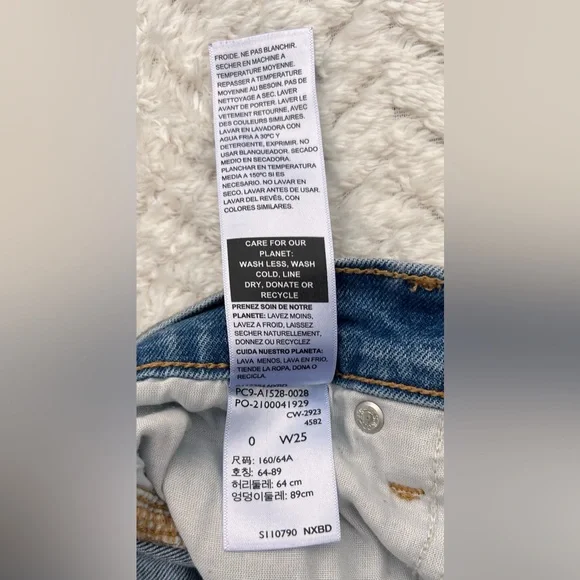 FROIDE. NE PAS BLANCHIR.
SECHER EN MACHINE A
TEMPERATURE MOYENNE.
REPASSER A TEMPERATURE
MOYENNE AU BESOIN. PAS DE
NETTOYAGE A SEC. LAVER
AVANT DE PORTER. LAVER LE
VETEMENT RETOURNE, AVEC
DES COULEURS SIMILAIRES.
LAVAR EN LAVADORA CON
AGUA FRIA A 30ºC Y
DETERGENTE, EXPRIMIR. NO
USAR BLANQUEADOR. SECADO
MEDIO EN SECADORA.
PLANCHAR EN TEMPERATURA
MEDIA A 150ºC SI ES
NECESARIO. NO LAVAR EN
SECO. LAVAR ANTES DE USAR.
LAVAR DEL REVÉS, CON
COLORES SIMILARES.
CARE FOR OUR
PLANET:
WASH LESS, WASH
COLD, LINE
DRY, DONATE OR
RECYCLE
PRENEZ SOIN DE NOTRE
PLANETE: LAVEZ MOINS,
LAVEZ A FROID, LAISSEZ
SECHER NATURELLEMENT,
DONNEZ OU RECYCLEZ
CUIDA NUESTRO PLANETA:
LAVA MENOS, LAVA EN FRIO,
TIENDE LA ROPA, DONA O
RECICLA.
PC9-A1528-0028
PO-2100041929
CW-2923
4582
0 W25
尺码: 160/64A
호칭: 64-89
허리둘레: 64 cm
엉덩이둘레: 89cm
S110790 NXBD